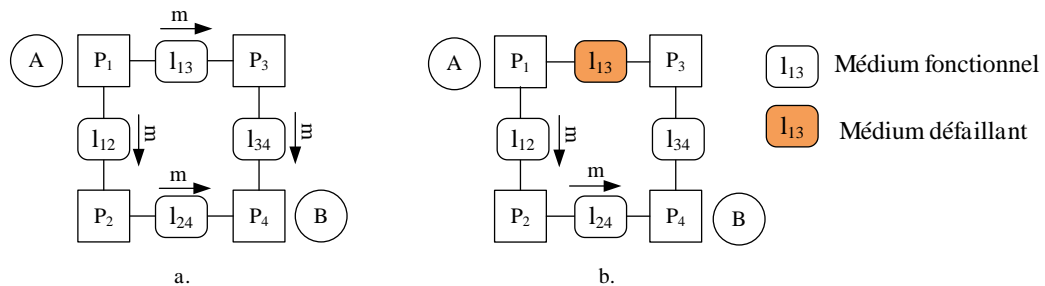 m
m
A
P1
l13
P3
A
P1
l13
P3
l13
Médium fonctionnel
l12
m
l34
m
l12
m
l34
l13
Médium défaillant
m
m
P2
l24
P4
B
P2
l24
P4
B
a.
b.